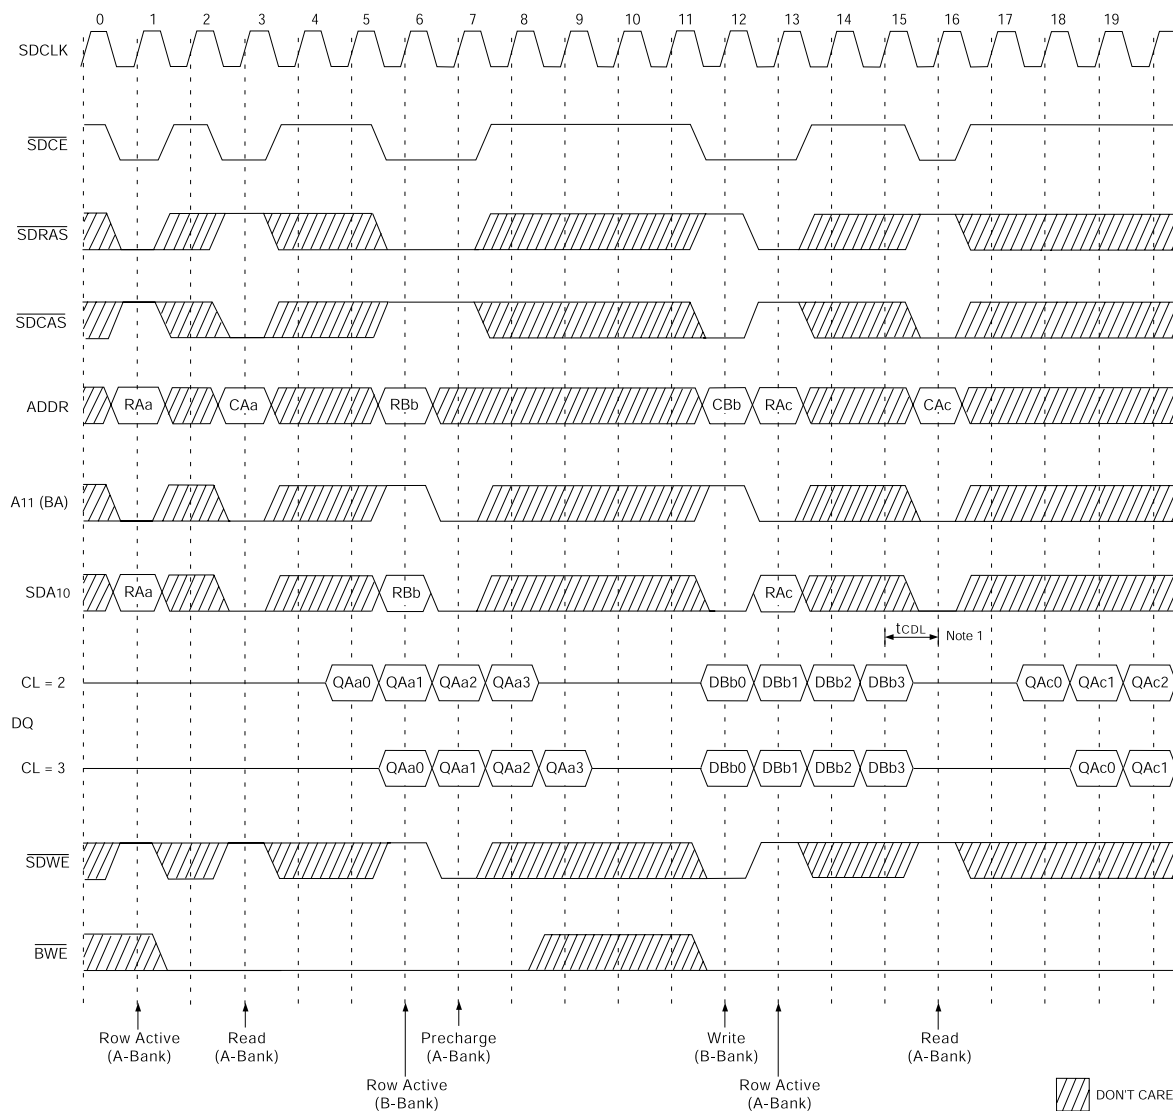 0 1 2 3 4 5 6 7 8 9 10 11 12 13 14 15 16 17 18 19
SDCLK
SDCE
SDRAS
SDCAS
ADDR RAa CAa RBb CBb RAc CAc
A11 (BA)
SDA10 RAa RBb RAc
tCDL Note 1
CL = 2 QAa0 QAa1 QAa2 QAa3 DBb0 DBb1 DBb2 DBb3 QAc0 QAc1 QAc2
DQ
CL = 3 QAa0 QAa1 QAa2 QAa3 DBb0 DBb1 DBb2 DBb3 QAc0 QAc1
SDWE
BWE
Row Active
(A-Bank)
Read
(A-Bank)
Row Active
(B-Bank)
Precharge
(A-Bank)
Write
(B-Bank)
Row Active
(A-Bank)
Read
(A-Bank)
DON'T CARE